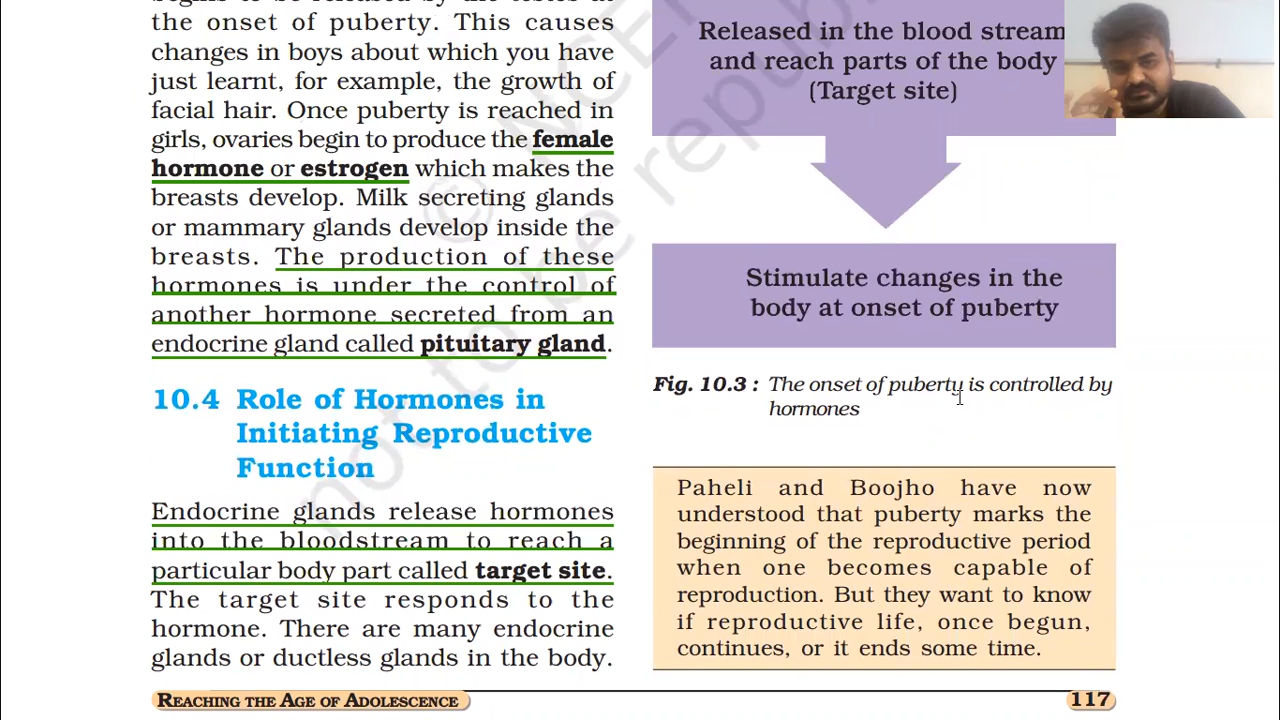 the onset of puberty. This causes
changes in boys about which you have
just learnt, for example, the growth of
facial hair. Once puberty is reached in
girls, ovaries begin to produce the female
hormone or estrogen which makes the
breasts develop. Milk secreting glands
or mammary glands develop inside the
breasts. The production of these
hormones is under the control of
another hormone secreted from an
endocrine gland called pituitary gland.
10.4 Role of Hormones in
Initiating Reproductive
Function
Endocrine glands release hormones
into the bloodstream to reach a
particular body part called target site.
The target site responds to the
hormone. There are many endocrine
glands or ductless glands in the body.
Released in the blood stream
and reach parts of the body
(Target site)
Stimulate changes in the
body at onset of puberty
Fig. 10.3 : The onset of puberty is controlled by
hormones
Paheli and Boojho have now
understood that puberty marks the
beginning of the reproductive period
when one becomes capable of
reproduction. But they want to know
if reproductive life, once begun,
continues, or it ends some time.
REACHING THE AGE OF ADOLESCENCE
117
not to be republ
© NCE